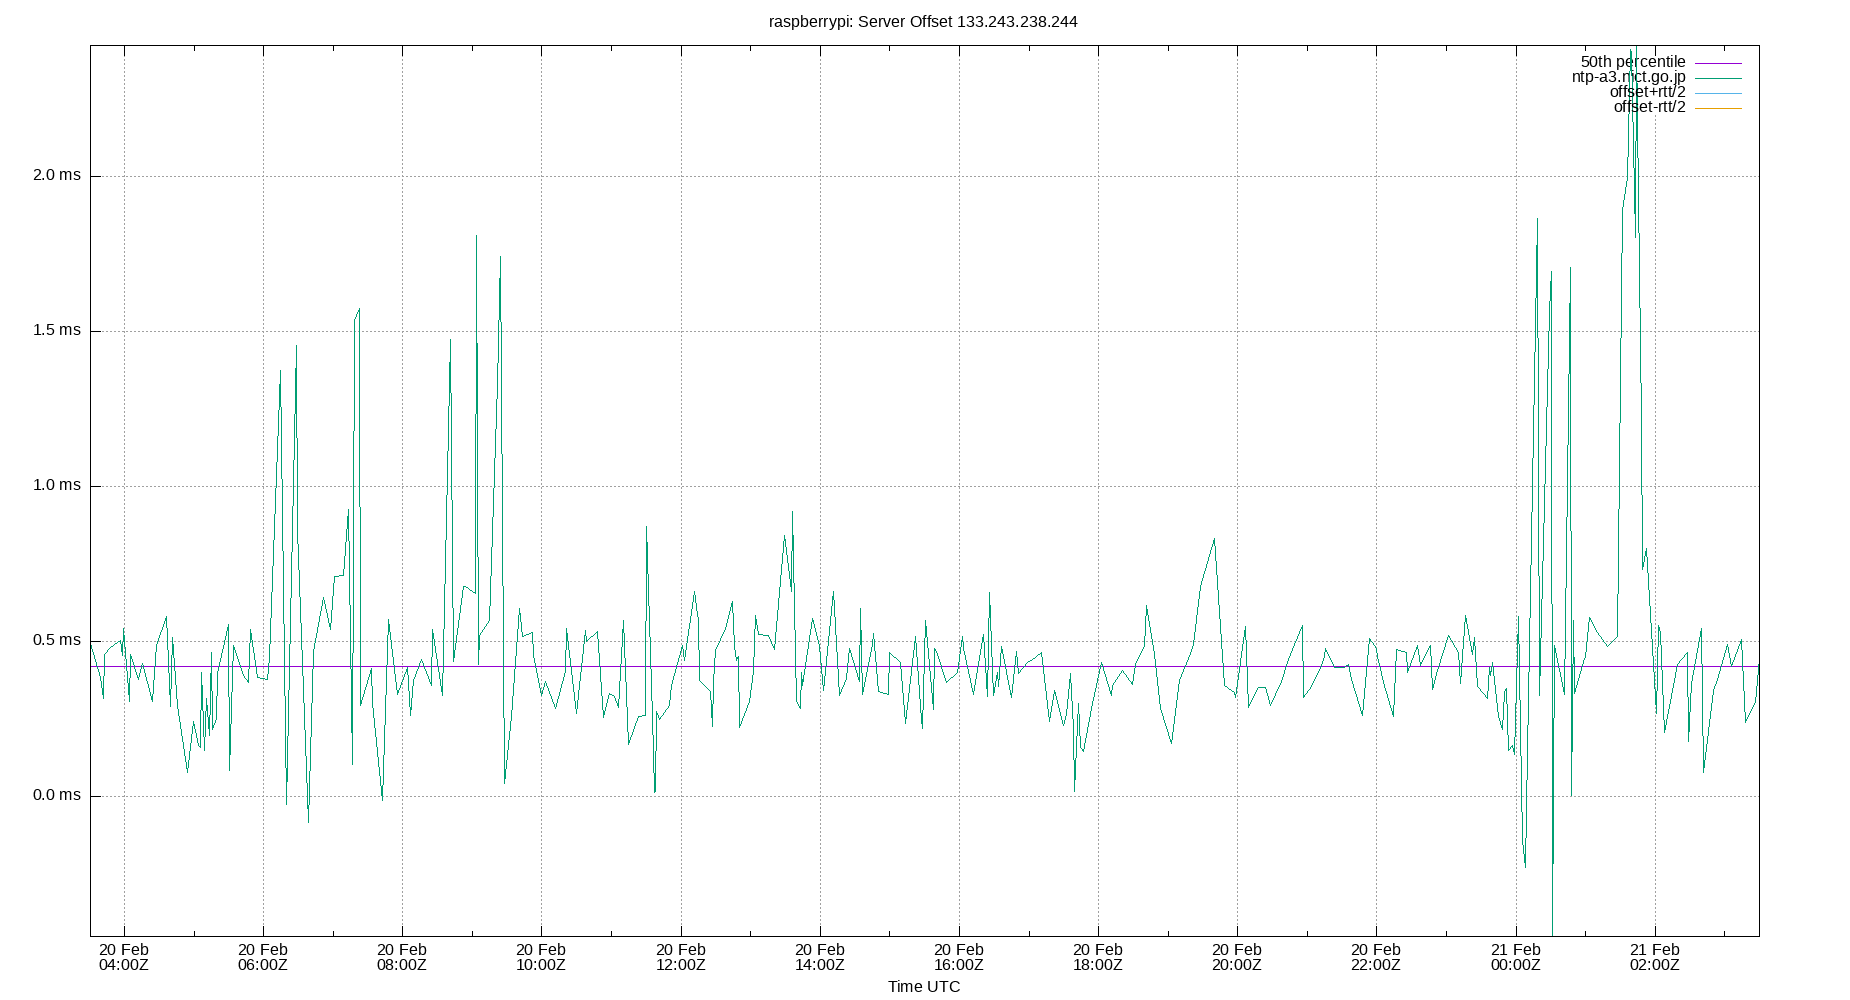 raspberrypi: Server Offset 133.243.238.244
50th percentile
ntp-a3.nict.go.jp
offset+rtt/2
offset-rtt/2
2.0 ms
1.5 ms
1.0 ms
0.5 ms
0.0 ms
20 Feb 20 Feb 20 Feb 20 Feb 20 Feb 20 Feb 20 Feb 20 Feb 20 Feb 20 Feb 21 Feb 21 Feb
04:00Z 06:00Z 08:00Z 10:00Z 12:00Z 14:00Z 16:00Z 18:00Z 20:00Z 22:00Z 00:00Z 02:00Z
Time UTC